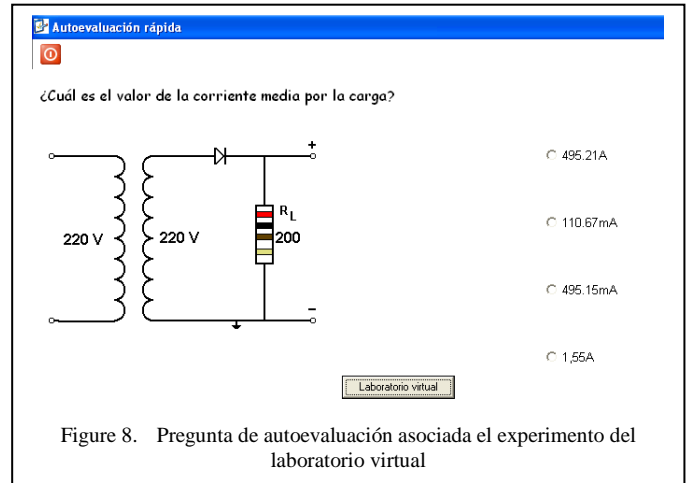 Autoevaluación rápida
¿Cuál es el valor de la corriente media por la carga?
+
495.21A
R L
110.67mA
220 V
220 V
200
495.15mA
−
1,55A
Laboratorio virtual
Figure 8. Pregunta de autoevaluación asociada el experimento del
laboratorio virtual